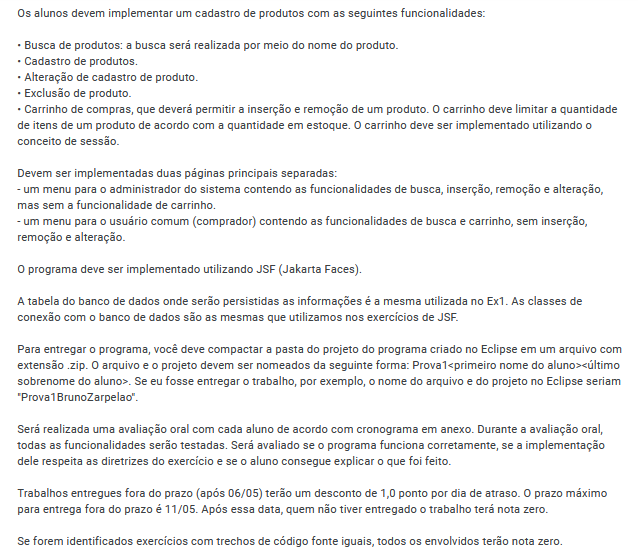 Os alunos devem implementar um cadastro de produtos com as seguintes funcionalidades:
• Busca de produtos: a busca será realizada por meio do nome do produto.
• Cadastro de produtos.
• Alteração de cadastro de produto.
• Exclusão de produto.
• Carrinho de compras, que deverá permitir a inserção e remoção de um produto. O carrinho deve limitar a quantidade
de itens de um produto de acordo com a quantidade em estoque. O carrinho deve ser implementado utilizando o
conceito de sessão.
Devem ser implementadas duas páginas principais separadas:
- um menu para o administrador do sistema contendo as funcionalidades de busca, inserção, remoção e alteração,
mas sem a funcionalidade de carrinho.
- um menu para o usuário comum (comprador) contendo as funcionalidades de busca e carrinho, sem inserção,
remoção e alteração.
O programa deve ser implementado utilizando JSF (Jakarta Faces).
A tabela do banco de dados onde serão persistidas as informações é a mesma utilizada no Ex1. As classes de
conexão com o banco de dados são as mesmas que utilizamos nos exercícios de JSF.
Para entregar o programa, você deve compactar a pasta do projeto do programa criado no Eclipse em um arquivo com
extensão .zip. O arquivo e o projeto devem ser nomeados da seguinte forma: Prova1<primeiro nome do aluno><último
sobrenome do aluno>. Se eu fosse entregar o trabalho, por exemplo, o nome do arquivo e do projeto no Eclipse seriam
"Prova1BrunoZarpelao".
Será realizada uma avaliação oral com cada aluno de acordo com cronograma em anexo. Durante a avaliação oral,
todas as funcionalidades serão testadas. Será avaliado se o programa funciona corretamente, se a implementação
dele respeita as diretrizes do exercício e se o aluno consegue explicar o que foi feito.
Trabalhos entregues fora do prazo (após 06/05) terão um desconto de 1,0 ponto por dia de atraso. O prazo máximo
para entrega fora do prazo é 11/05. Após essa data, quem não tiver entregado o trabalho terá nota zero.
Se forem identificados exercícios com trechos de código fonte iguais, todos os envolvidos terão nota zero.